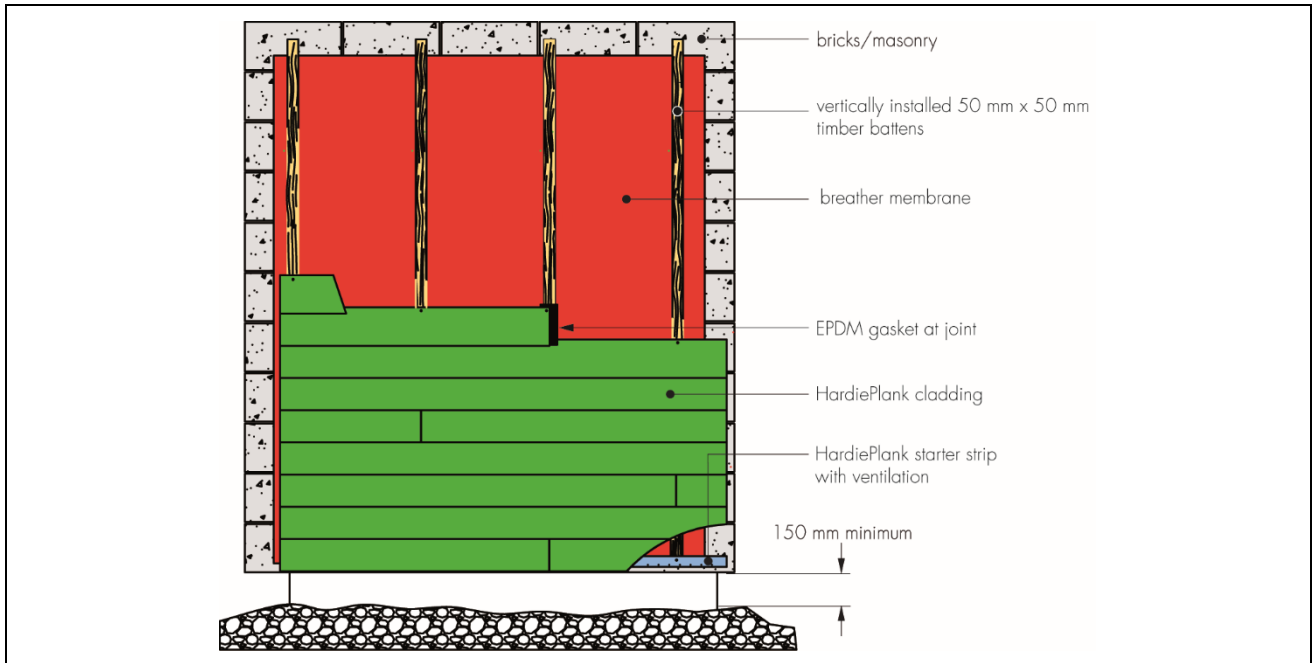 bricks/masonry
vertically installed 50 mm x 50 mm
timber battens
breather membrane
EPDM gasket at joint
HardiePlank cladding
HardiePlank starter strip
with ventilation
150 mm minimum